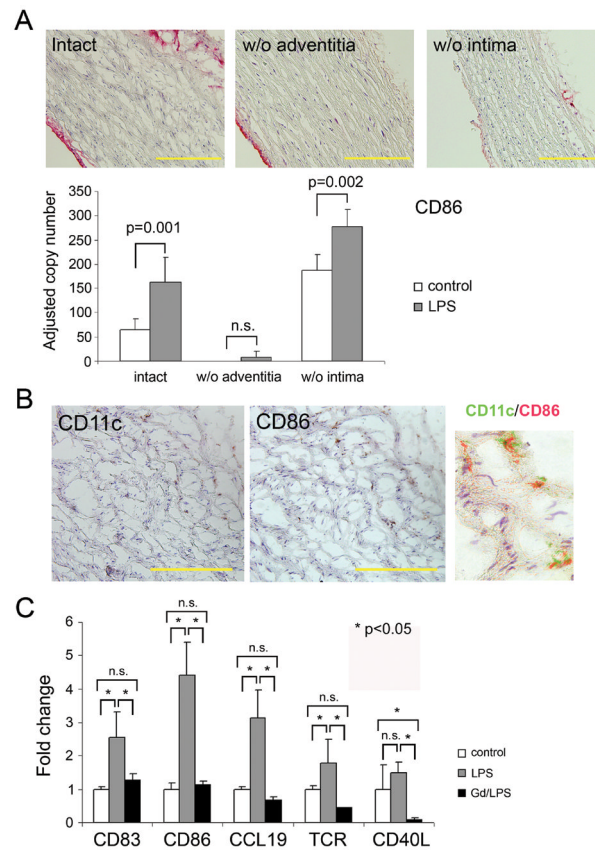 A
Intact
w/o adventitia
w/o intima
Adjusted copy number
350
300
250
200
150
100
50
0
p=0.001
n.s.
p=0.002
CD86
control
LPS
intact
w/o adventitia
w/o intima
B
CD11c
CD86
CD11c/CD86
C
Fold change
6
5
4
3
2
1
0
n.s.
* *
n.s.
* *
n.s.
* *
n.s.
* *
*
n.s. *
* p<0.05
control
LPS
Gd/LPS
CD83
CD86
CCL19
TCR
CD40L